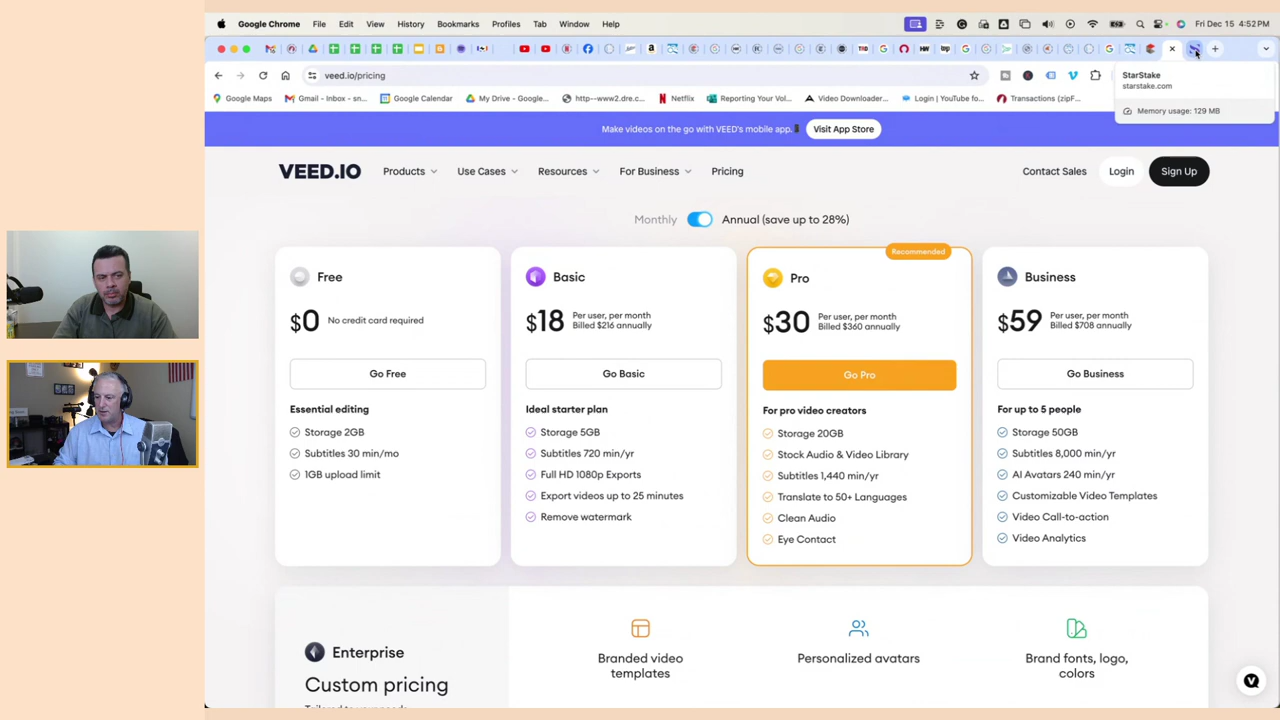 Google Chrome File Edit View History Bookmarks Profiles Tab Window Help Fri Dec 15 4:52 PM
veed.io/pricing
StarStake
starstake.com
Memory usage: 129 MB
Google Maps Gmail - Inbox - sn... Google Calendar My Drive - Google... http--www2.dre.c... Netflix Reporting Your Vol... Video Downloader... Login | YouTube fo... Transactions (zipF...
Make videos on the go with VEED's mobile app. Visit App Store
VEED.IO Products Use Cases Resources For Business Pricing Contact Sales Login Sign Up
Monthly Annual (save up to 28%)
Recommended
Free
$0 No credit card required
Go Free
Essential editing
Storage 2GB
Subtitles 30 min/mo
1GB upload limit
Basic
$18 Per user, per month
Billed $216 annually
Go Basic
Ideal starter plan
Storage 5GB
Subtitles 720 min/yr
Full HD 1080p Exports
Export videos up to 25 minutes
Remove watermark
Pro
$30 Per user, per month
Billed $360 annually
Go Pro
For pro video creators
Storage 20GB
Stock Audio & Video Library
Subtitles 1,440 min/yr
Translate to 50+ Languages
Clean Audio
Eye Contact
Business
$59 Per user, per month
Billed $708 annually
Go Business
For up to 5 people
Storage 50GB
Subtitles 8,000 min/yr
AI Avatars 240 min/yr
Customizable Video Templates
Video Call-to-action
Video Analytics
Enterprise
Custom pricing
Branded video
templates
Personalized avatars
Brand fonts, logo,
colors